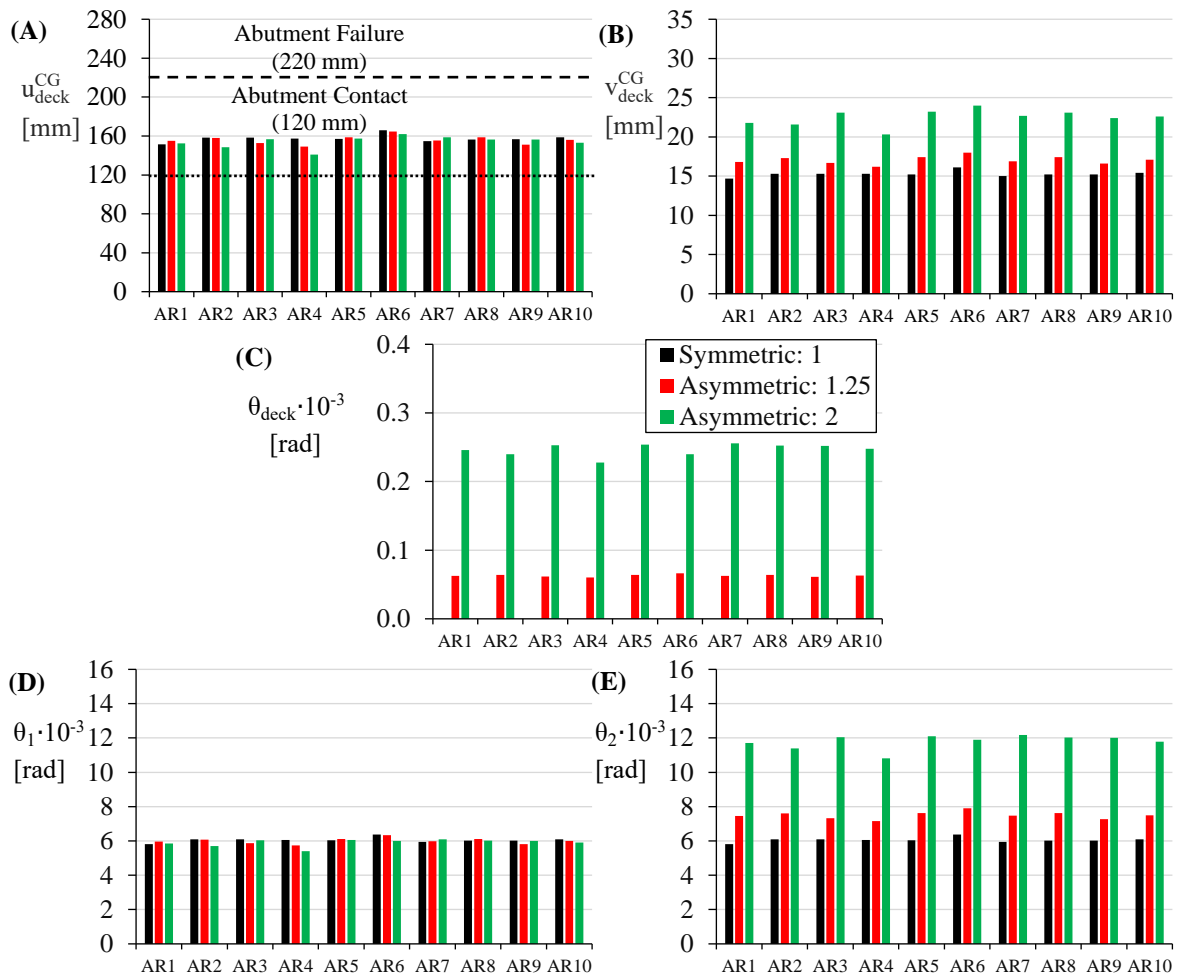 (A)
u_deck^CG
[mm]
280
240
200
160
120
80
40
0
Abutment Failure
(220 mm)
Abutment Contact
(120 mm)
AR1 AR2 AR3 AR4 AR5 AR6 AR7 AR8 AR9 AR10
(B)
v_deck^CG
[mm]
35
30
25
20
15
10
5
0
AR1 AR2 AR3 AR4 AR5 AR6 AR7 AR8 AR9 AR10
(C)
θ_deck·10^-3
[rad]
0.4
0.3
0.2
0.1
0.0
Symmetric: 1
Asymmetric: 1.25
Asymmetric: 2
AR1 AR2 AR3 AR4 AR5 AR6 AR7 AR8 AR9 AR10
(D)
θ_1·10^-3
[rad]
16
14
12
10
8
6
4
2
0
AR1 AR2 AR3 AR4 AR5 AR6 AR7 AR8 AR9 AR10
(E)
θ_2·10^-3
[rad]
16
14
12
10
8
6
4
2
0
AR1 AR2 AR3 AR4 AR5 AR6 AR7 AR8 AR9 AR10